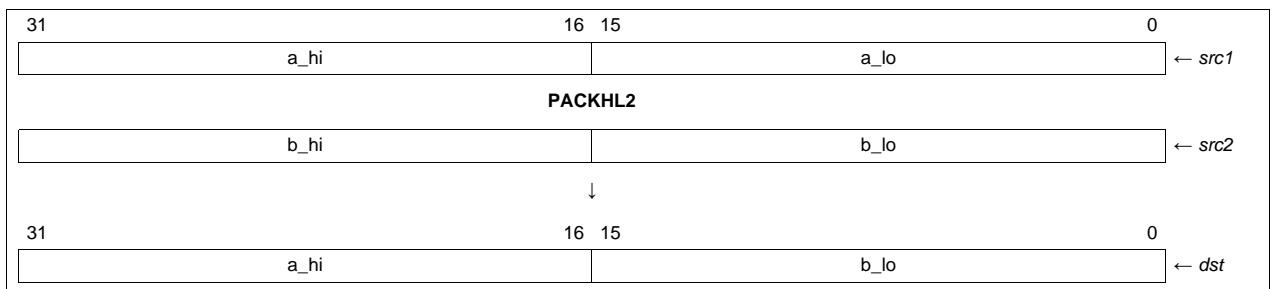 31 16 15 0
a_hi a_lo ← src1
PACKHL2
b_hi b_lo ← src2
↓
31 16 15 0
a_hi b_lo ← dst